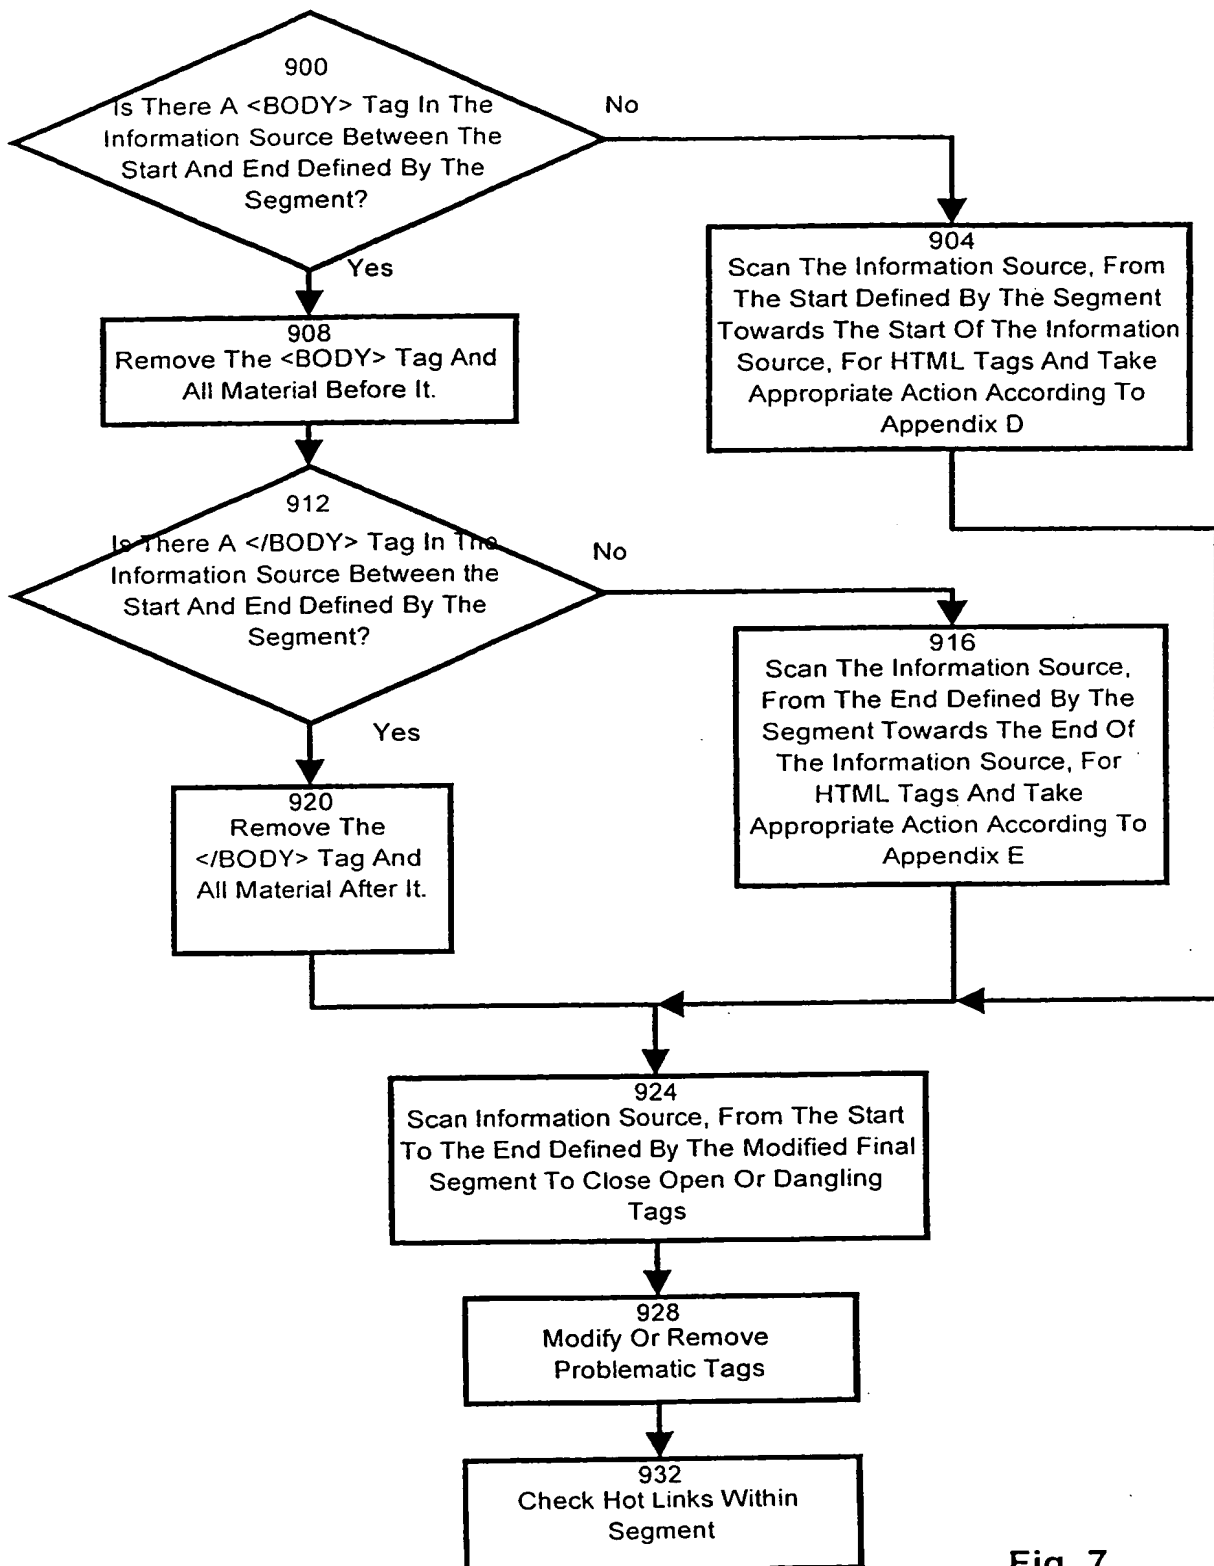 900
Is There A <BODY> Tag In The
Information Source Between The
Start And End Defined By The
Segment?
No
Yes
904
Scan The Information Source, From
The Start Defined By The Segment
Towards The Start Of The Information
Source, For HTML Tags And Take
Appropriate Action According To
Appendix D
908
Remove The <BODY> Tag And
All Material Before It.
912
Is There A </BODY> Tag In The
Information Source Between the
Start And End Defined By The
Segment?
No
Yes
916
Scan The Information Source,
From The End Defined By The
Segment Towards The End Of
The Information Source, For
HTML Tags And Take
Appropriate Action According To
Appendix E
920
Remove The
</BODY> Tag And
All Material After It.
924
Scan Information Source, From The Start
To The End Defined By The Modified Final
Segment To Close Open Or Dangling
Tags
928
Modify Or Remove
Problematic Tags
932
Check Hot Links Within
Segment
Fig. 7